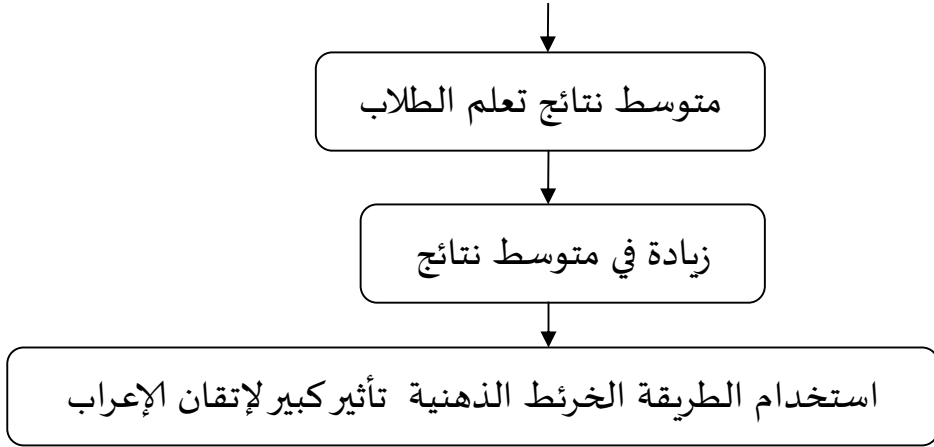 متوسط نتائج تعلم الطلاب
زيادة في متوسط نتائج
استخدام الطريقة الخرئط الذهنية تأثير كبير لإتقان الإعراب